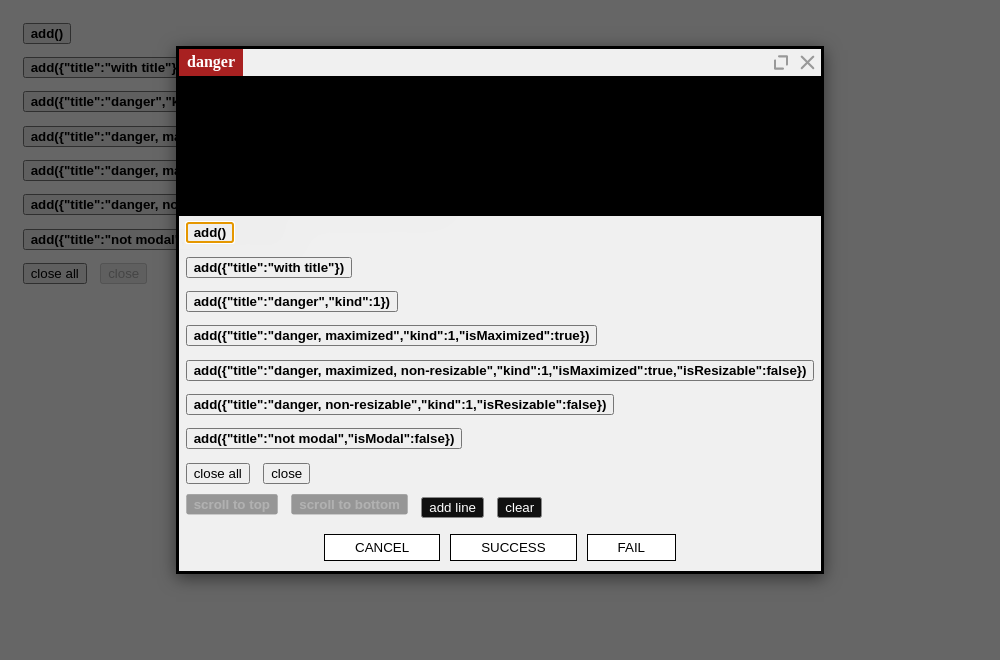 add()
add({"title":"with title"}
add({"title":"danger","k
add({"title":"danger, ma
add({"title":"danger, ma
add({"title":"danger, no
add({"title":"not modal"
close all close
danger
add()
add({"title":"with title"})
add({"title":"danger","kind":1})
add({"title":"danger, maximized","kind":1,"isMaximized":true})
add({"title":"danger, maximized, non-resizable","kind":1,"isMaximized":true,"isResizable":false})
add({"title":"danger, non-resizable","kind":1,"isResizable":false})
add({"title":"not modal","isModal":false})
close all close
scroll to top scroll to bottom add line clear
CANCEL SUCCESS FAIL